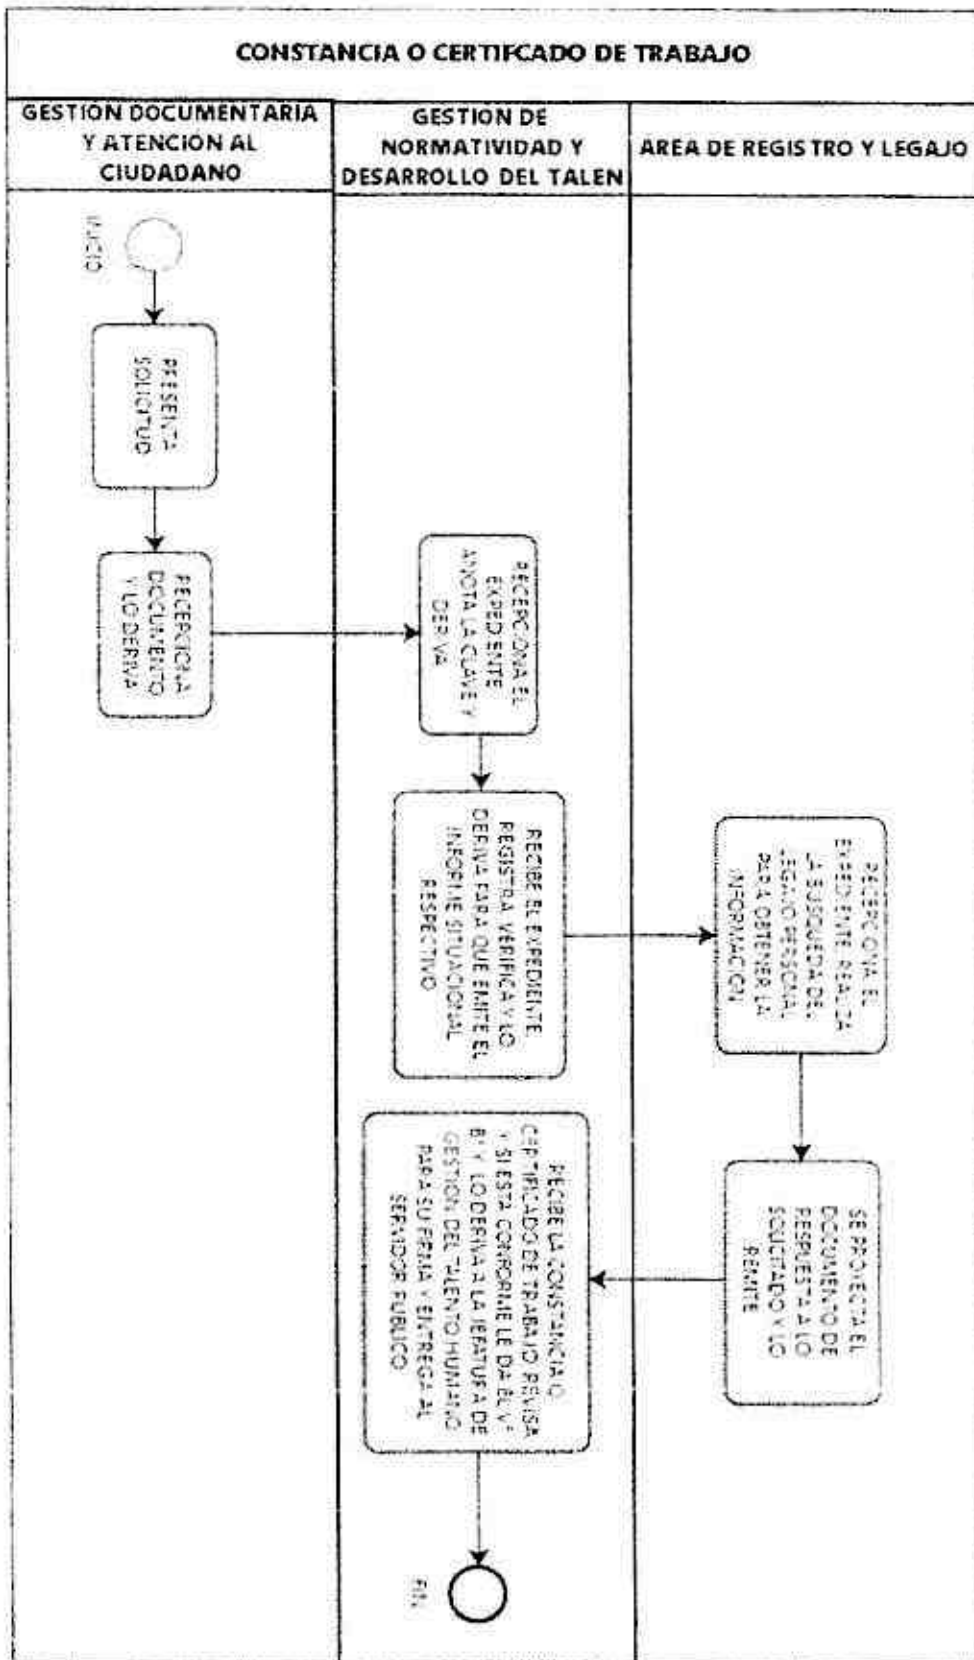 CONSTANCIA O CERTIFCADO DE TRABAJO
GESTION DOCUMENTARIA
Y ATENCIÓN AL
CIUDADANO
GESTION DE
NORMATIVIDAD Y
DESARROLLO DEL TALEN
AREA DE REGISTRO Y LEGAJO
INICIO
PRESENTA
SOLICITUD
RECEPCIONA
DOCUMENTO
Y LO DERIVA
RECEPCIONA EL
EXPEDIENTE
ANOTA LA CLAVE Y
DERIVA
RECIBE EL EXPEDIENTE,
REGISTRA VERIFICA Y LO
DERIVA PARA QUE EMITE EL
INFORME SITUACIONAL
RESPECTIVO
RECEPCIONA EL
EXPEDIENTE, REALIZA
LA BUSQUEDA DEL
LEGAJO PERSONAL
PARA OBTENER LA
INFORMACION
SE PROYECTA EL
DOCUMENTO DE
RESPUESTA A LO
SOLICITADO Y LO
REMITE
RECIBE LA CONSTANCIA O
CERTIFICADO DE TRABAJO REVISA
Y SI ESTA CONFORME LE DA EL V°
B° Y LO DERIVA A LA JEFATURA DE
GESTION DEL TALENTO HUMANO
PARA SU FIRMA Y ENTREGA AL
SERVIDOR PUBLICO
FIN